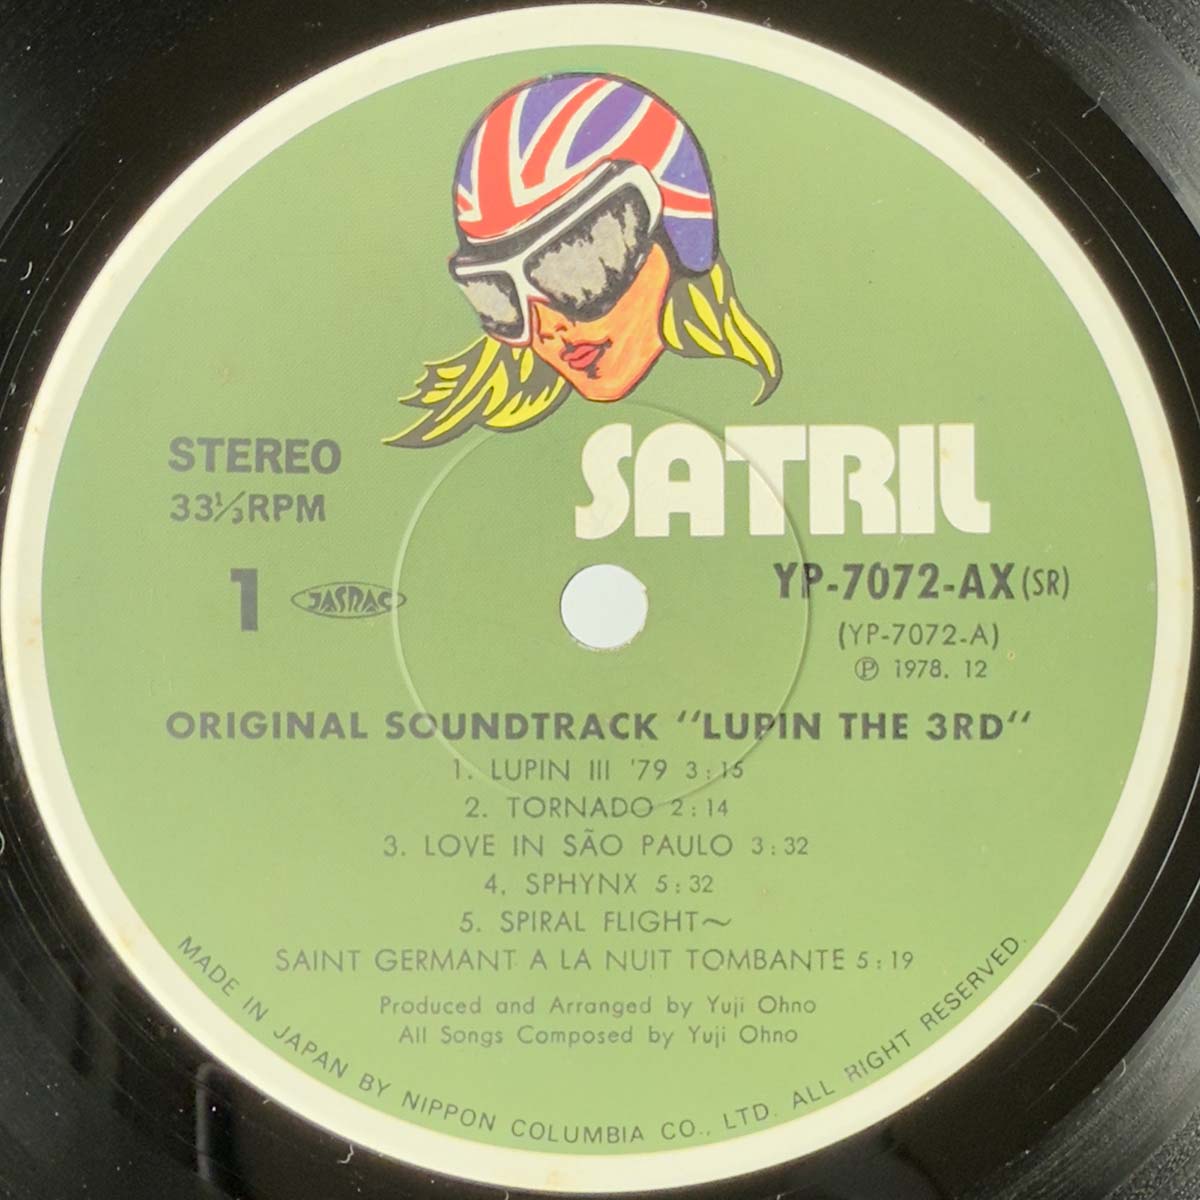 SATRIL
STEREO
33⅓RPM
1
JASRAC
YP-7072-AX(SR)
(YP-7072-A)
Ⓟ 1978. 12
ORIGINAL SOUNDTRACK "LUPIN THE 3RD"
1. LUPIN III '79 3:15
2. TORNADO 2:14
3. LOVE IN SÃO PAULO 3:32
4. SPHYNX 5:32
5. SPIRAL FLIGHT~
SAINT GERMANT A LA NUIT TOMBANTE 5:19
Produced and Arranged by Yuji Ohno
All Songs Composed by Yuji Ohno
MADE IN JAPAN BY NIPPON COLUMBIA CO., LTD. ALL RIGHT RESERVED.